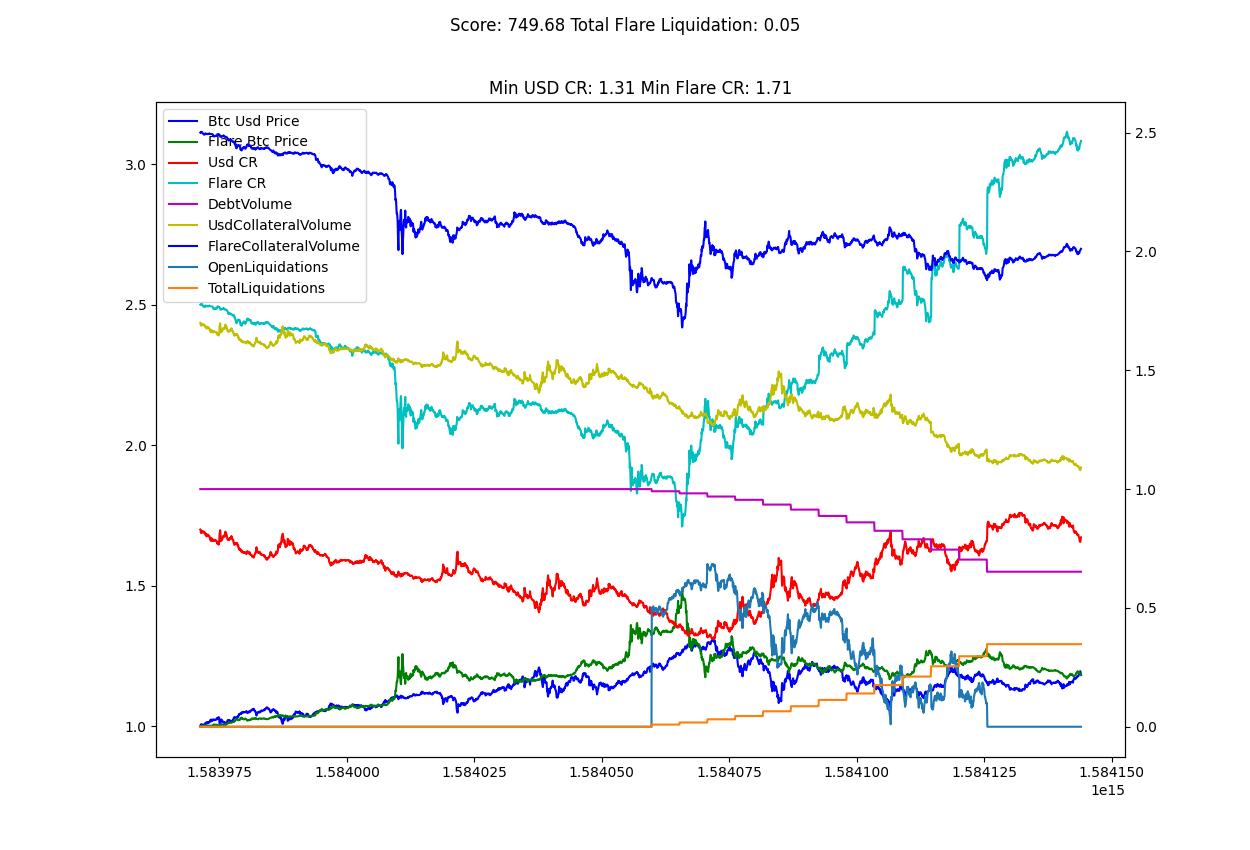 Score: 749.68 Total Flare Liquidation: 0.05
Min USD CR: 1.31 Min Flare CR: 1.71
Btc Usd Price
Flare Btc Price
Usd CR
Flare CR
DebtVolume
UsdCollateralVolume
FlareCollateralVolume
OpenLiquidations
TotalLiquidations
3.0
2.5
2.0
1.5
1.0
2.5
2.0
1.5
1.0
0.5
0.0
1.583975 1.584000 1.584025 1.584050 1.584075 1.584100 1.584125 1.584150
1e15